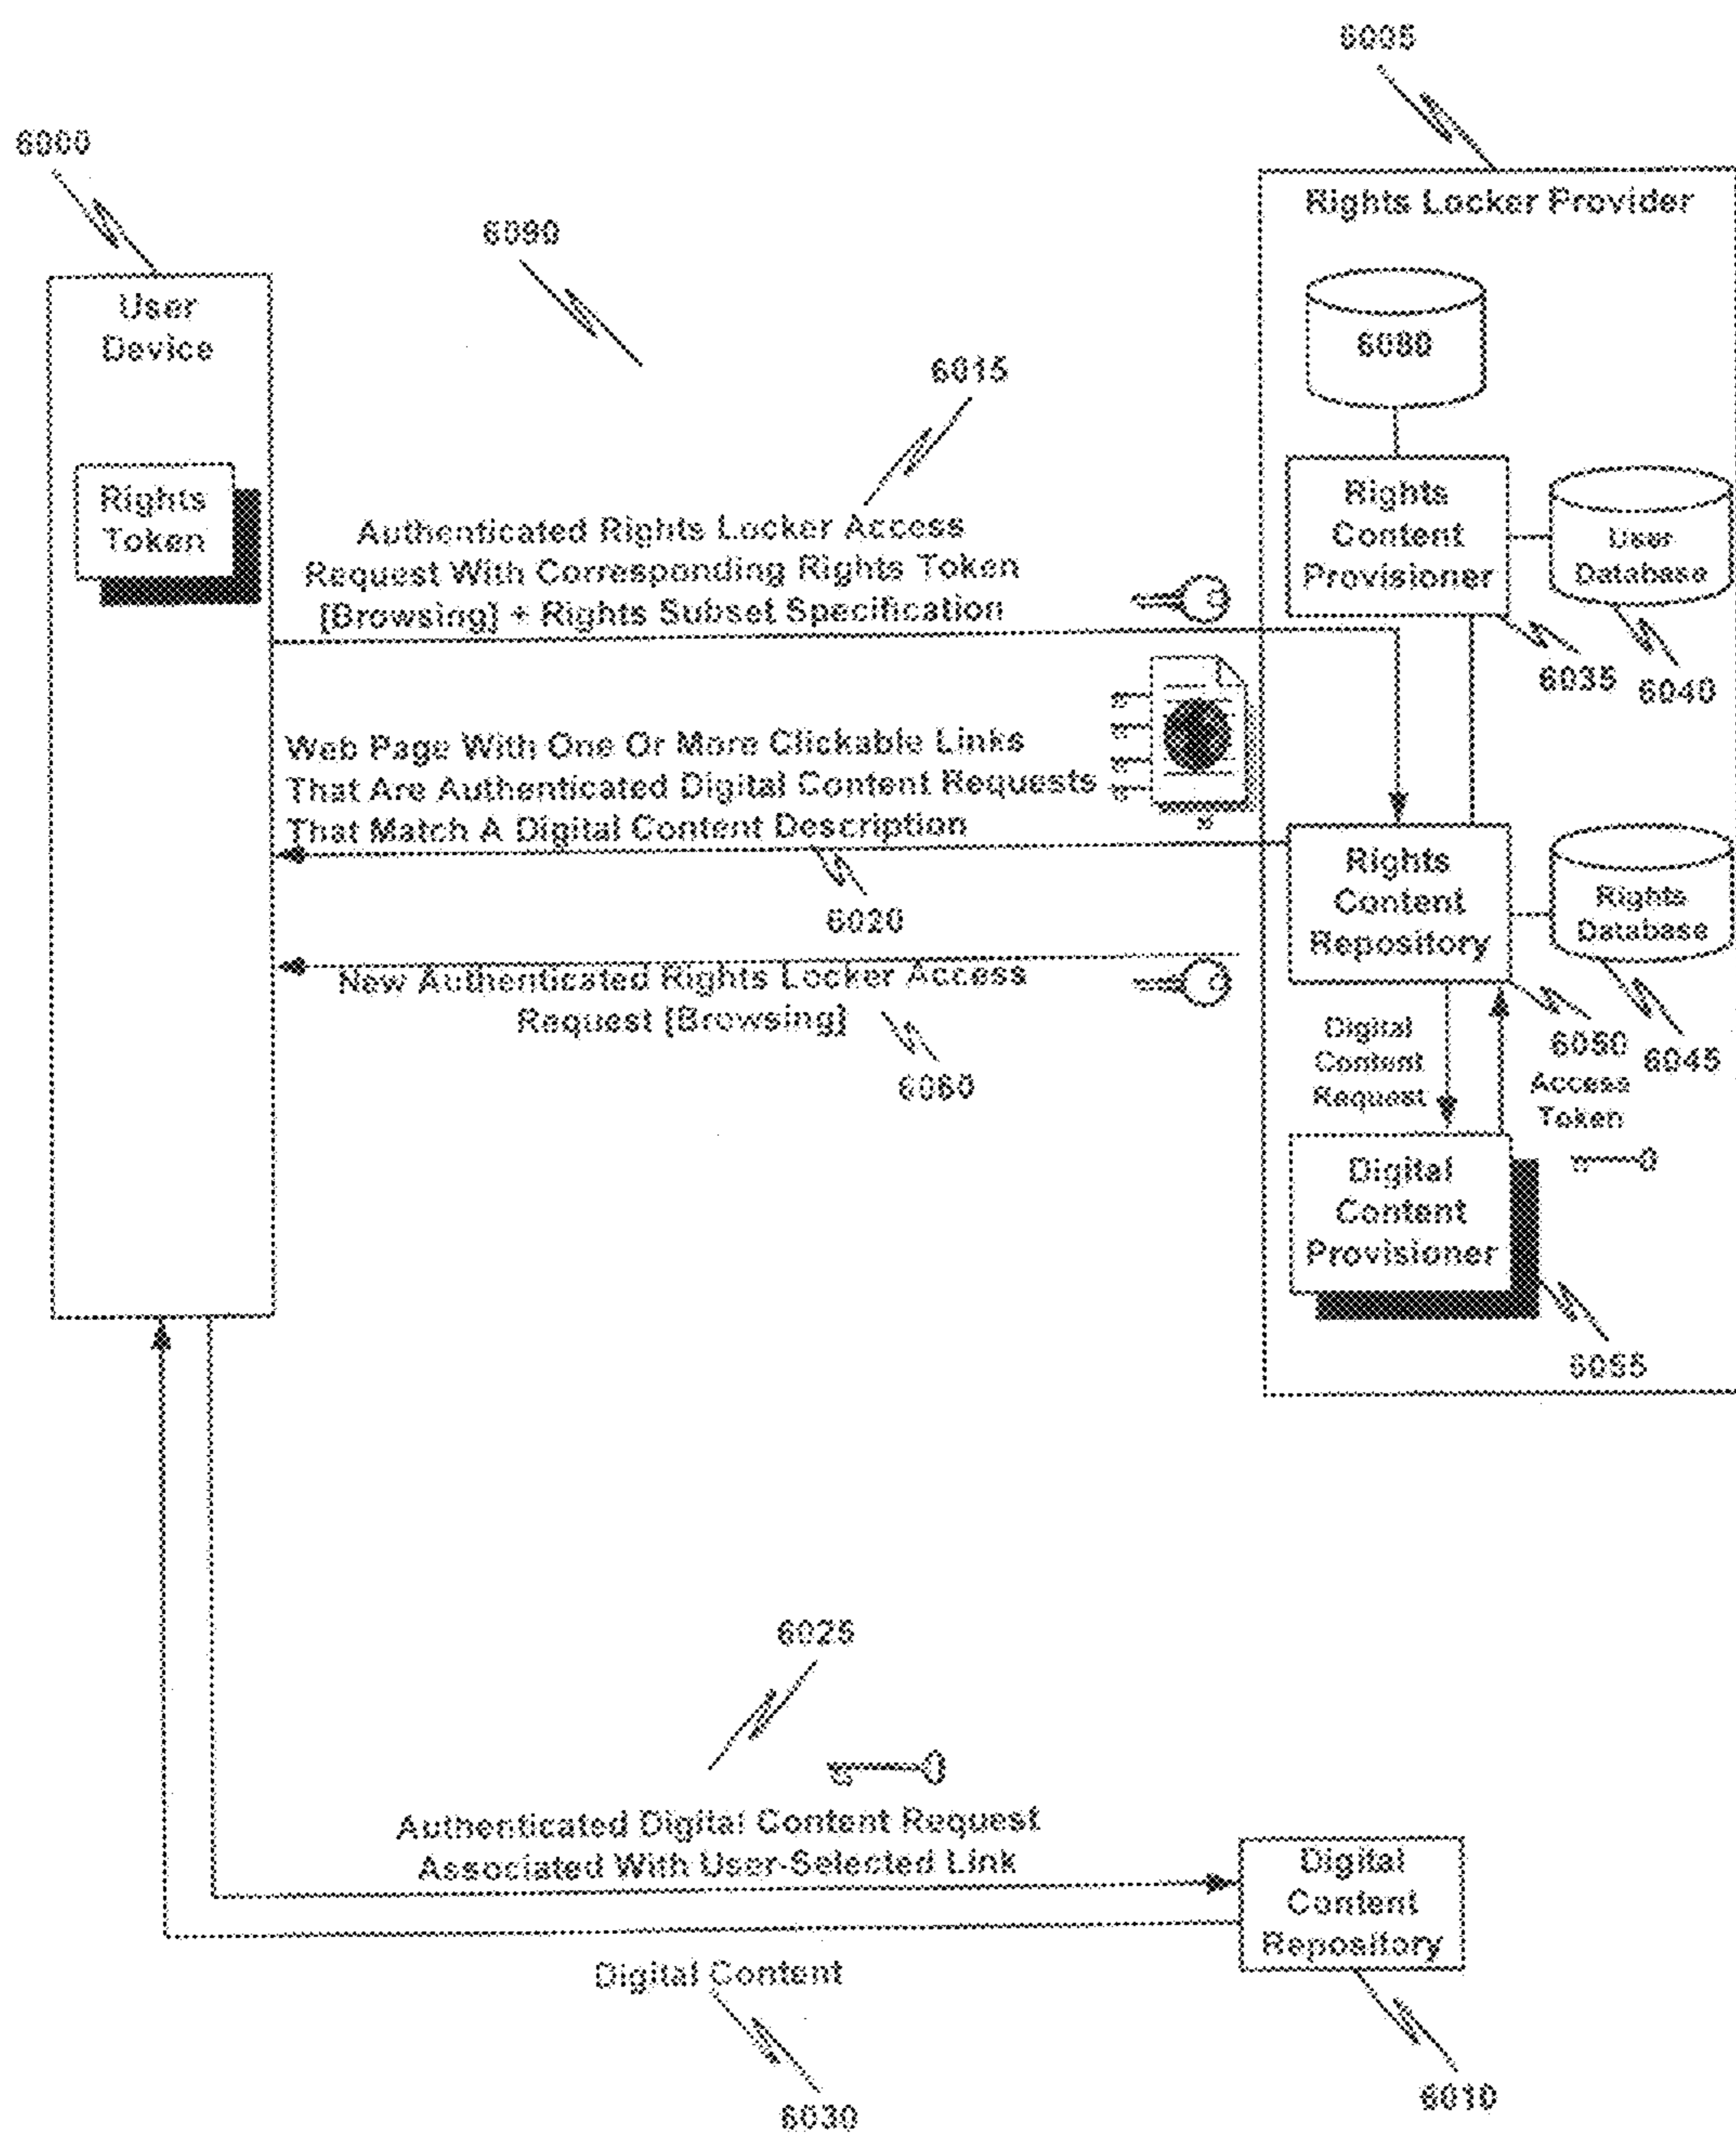 6005
6000
Rights Locker Provider
6090
User
Device
6080
6015
Rights
Token
Rights
Content
Provisioner
User
Database
Authenticated Rights Locker Access
Request With Corresponding Rights Token
[Browsing] + Rights Subset Specification
6035
6040
Web Page With One Or More Clickable Links
That Are Authenticated Digital Content Requests
That Match A Digital Content Description
Rights
Content
Repository
Rights
Database
6020
New Authenticated Rights Locker Access
Request [Browsing]
6060
Digital
Content
Request
6045
Access
Token
Digital
Content
Provisioner
6055
6025
Authenticated Digital Content Request
Associated With User-Selected Link
Digital
Content
Repository
Digital Content
6030
6010